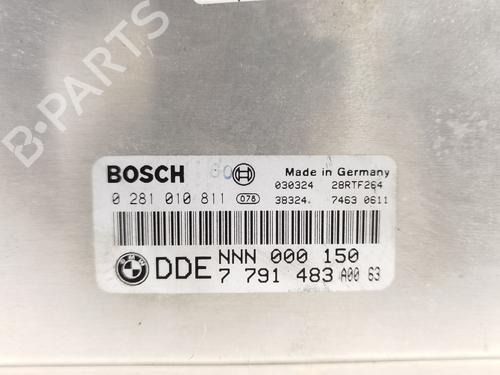 B-PARTS
BOSCH
Made in Germany
030324 28RTF264
0 281 010 811 078 38324 7463 0611
BMW
DDE NNN 000 150
7 791 483 A00 63